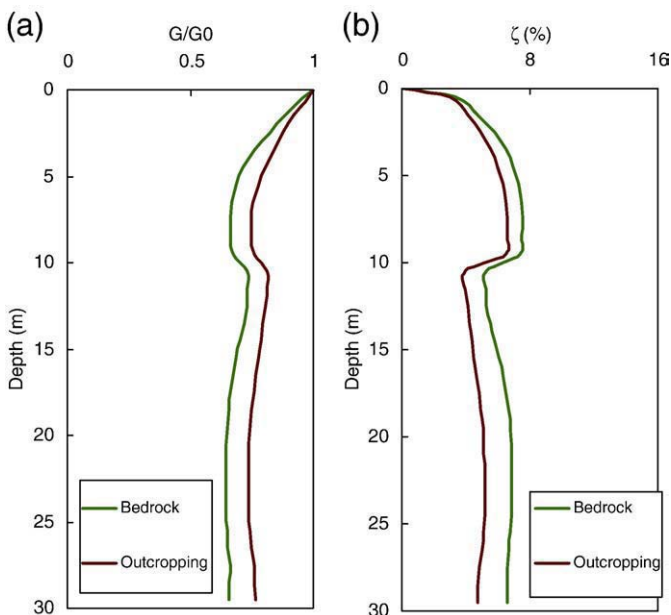 (a)
G/G0
0
0.5
1
0
5
10
15
20
25
30
Depth (m)
Bedrock
Outcropping
(b)
ζ (%)
0
8
16
0
5
10
15
20
25
30
Depth (m)
Bedrock
Outcropping